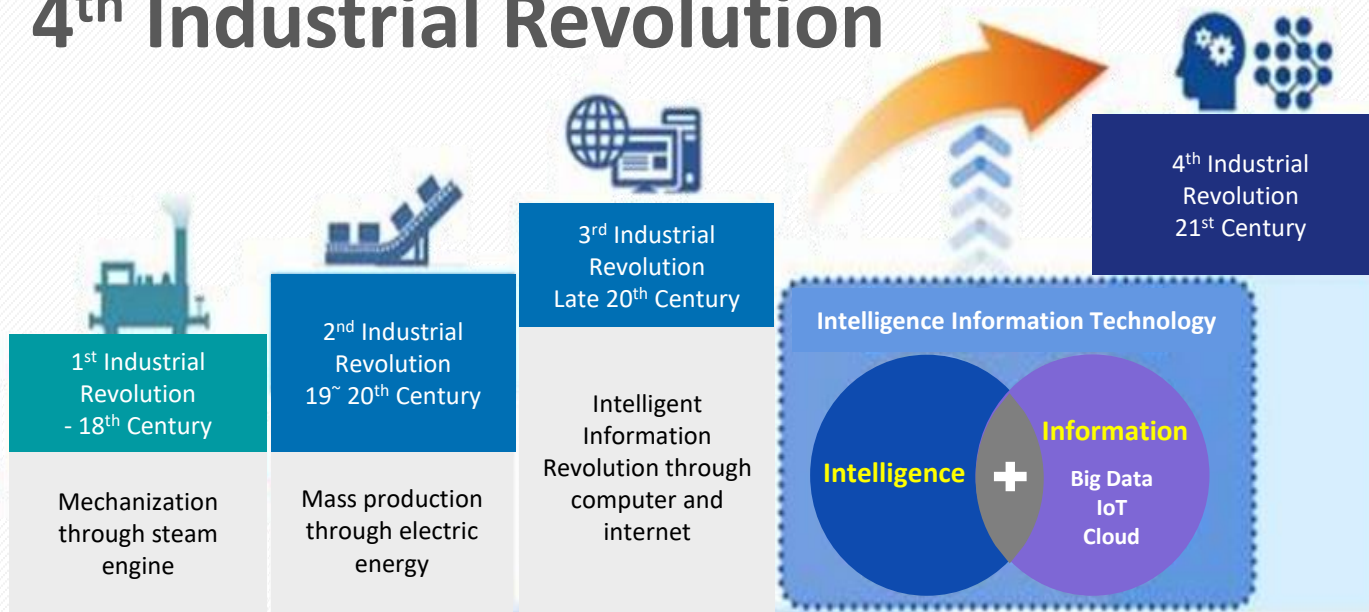 4th Industrial Revolution
1st Industrial
Revolution
- 18th Century
Mechanization
through steam
engine
2nd Industrial
Revolution
19~ 20th Century
Mass production
through electric
energy
3rd Industrial
Revolution
Late 20th Century
Intelligent
Information
Revolution through
computer and
internet
4th Industrial
Revolution
21st Century
Intelligence Information Technology
Intelligence
+
Information
Big Data
IoT
Cloud